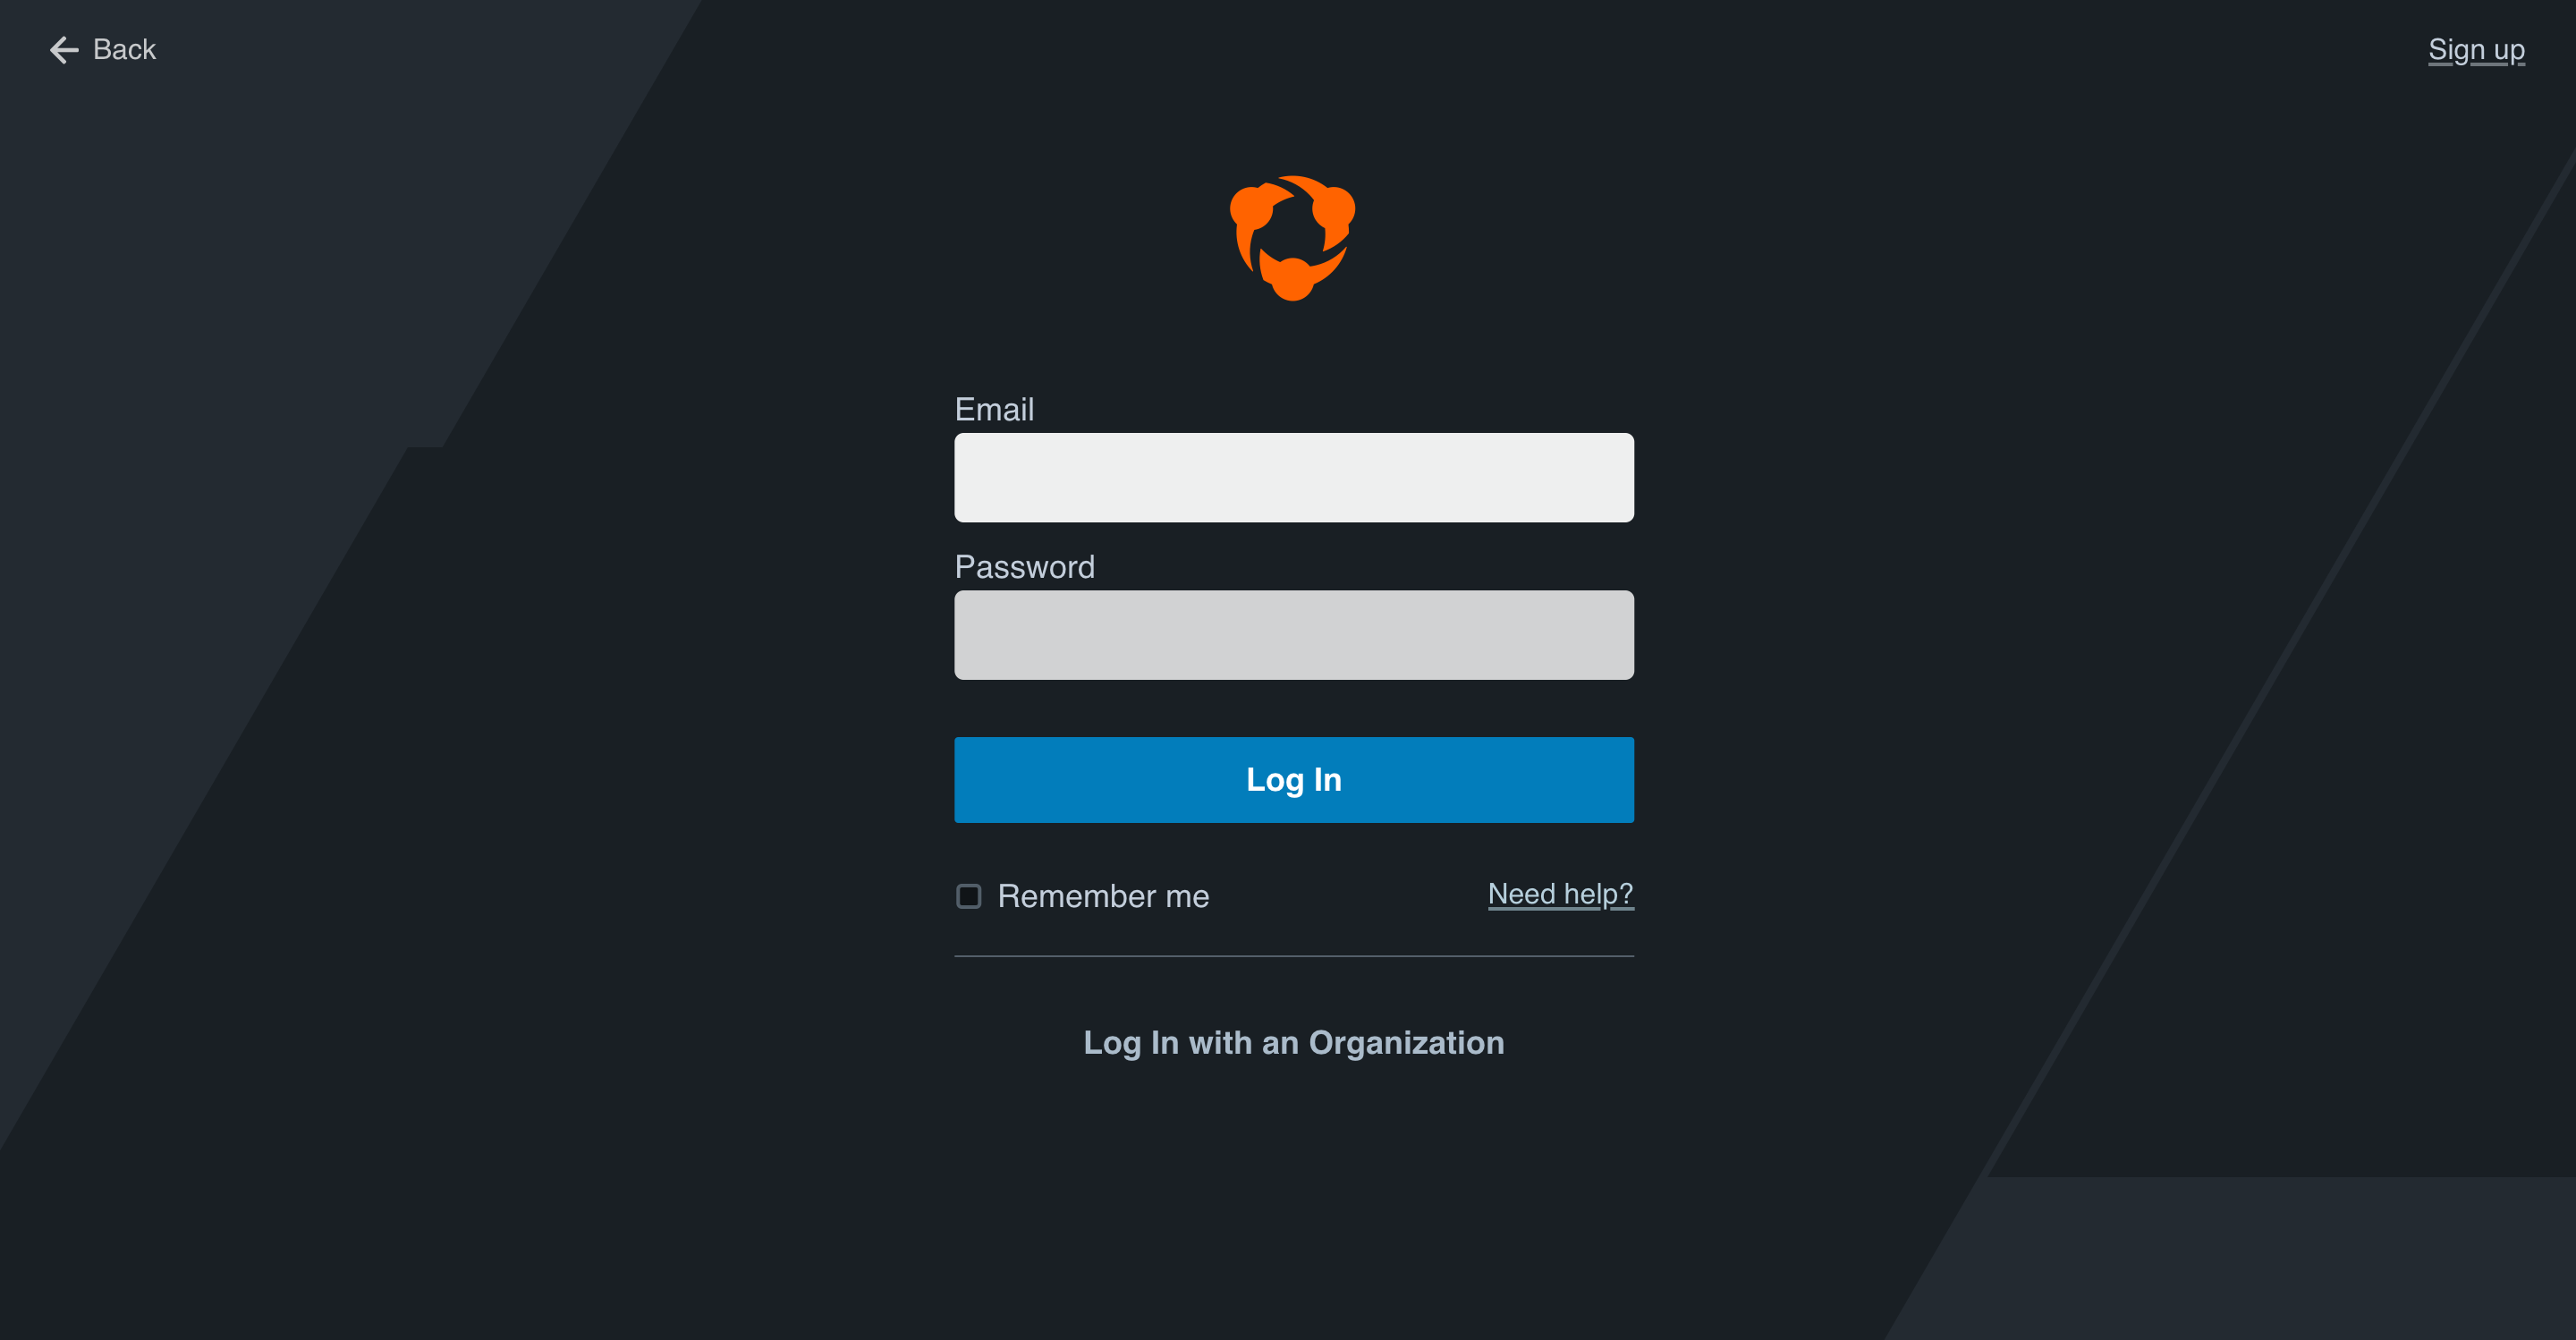 Back
Sign up
Email
Password
Log In
Remember me
Need help?
Log In with an Organization